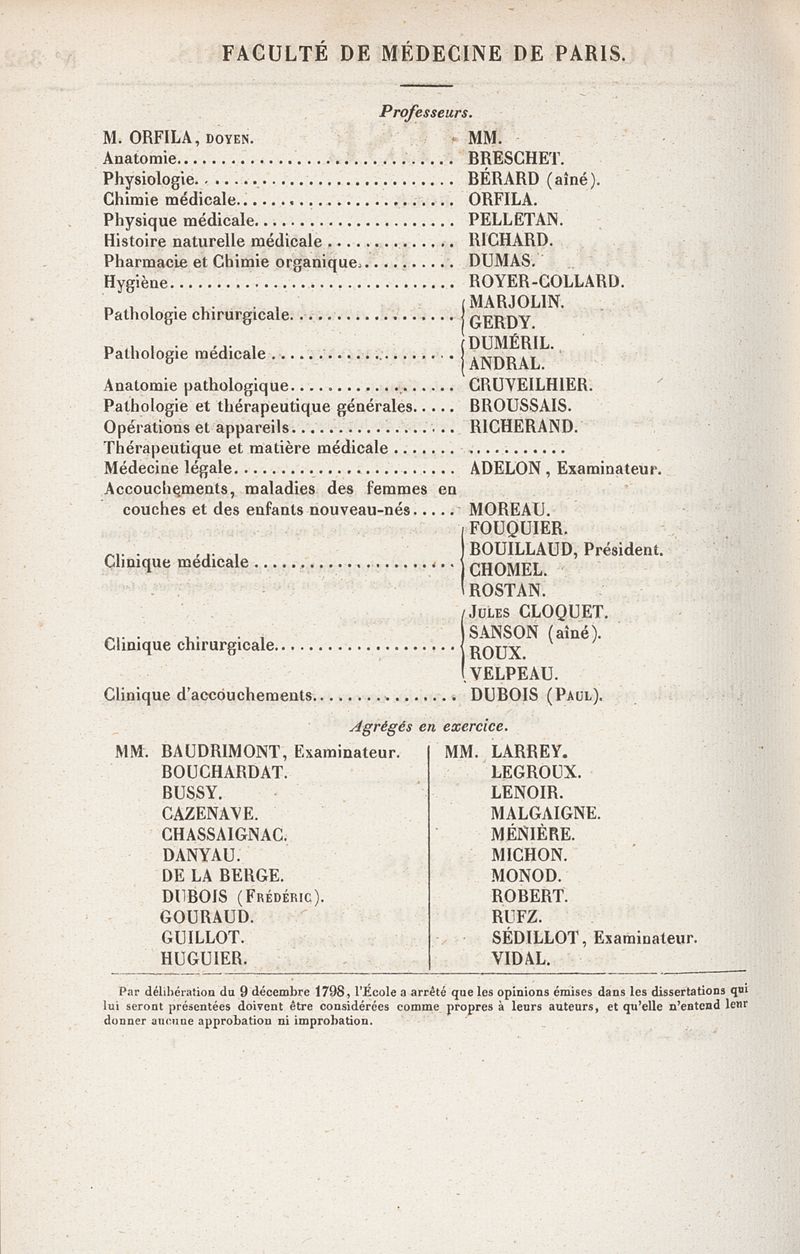 FACULTÉ DE MÉDECINE DE PARIS.
Professeurs.
M. ORFILA, DOYEN. MM.
Anatomie.............................. BRESCHET.
Physiologie............................ BÉRARD (aîné).
Chimie médicale....................... ORFILA.
Physique médicale...................... PELLETAN.
Histoire naturelle médicale.............. RICHARD.
Pharmacie et Chimie organique........... DUMAS.
Hygiène............................... ROYER-COLLARD.
Pathologie chirurgicale.................. { MARJOLIN.
GERDY.
Pathologie médicale.................... { DUMÉRIL.
ANDRAL.
Anatomie pathologique.................. CRUVEILHIER.
Pathologie et thérapeutique générales..... BROUSSAIS.
Opérations et appareils.................. RICHERAND.
Thérapeutique et matière médicale....... ...........
Médecine légale........................ ADELON, Examinateur.
Accouchements, maladies des femmes en
couches et des enfants nouveau-nés..... MOREAU.
Clinique médicale...................... { FOUQUIER.
BOUILLAUD, Président.
CHOMEL.
ROSTAN.
Clinique chirurgicale.................... { JULES CLOQUET.
SANSON (aîné).
ROUX.
VELPEAU.
Clinique d'accouchements................ DUBOIS (PAUL).
Agrégés en exercice.
MM. BAUDRIMONT, Examinateur.
BOUCHARDAT.
BUSSY.
CAZENAVE.
CHASSAIGNAC.
DANYAU.
DE LA BERGE.
DUBOIS (FRÉDÉRIC).
GOURAUD.
GUILLOT.
HUGUIER.
MM. LARREY.
LEGROUX.
LENOIR.
MALGAIGNE.
MÉNIÈRE.
MICHON.
MONOD.
ROBERT.
RUFZ.
SÉDILLOT, Examinateur.
VIDAL.
Par délibération du 9 décembre 1798, l'École a arrêté que les opinions émises dans les dissertations qui
lui seront présentées doivent être considérées comme propres à leurs auteurs, et qu'elle n'entend leur
donner aucune approbation ni improbation.